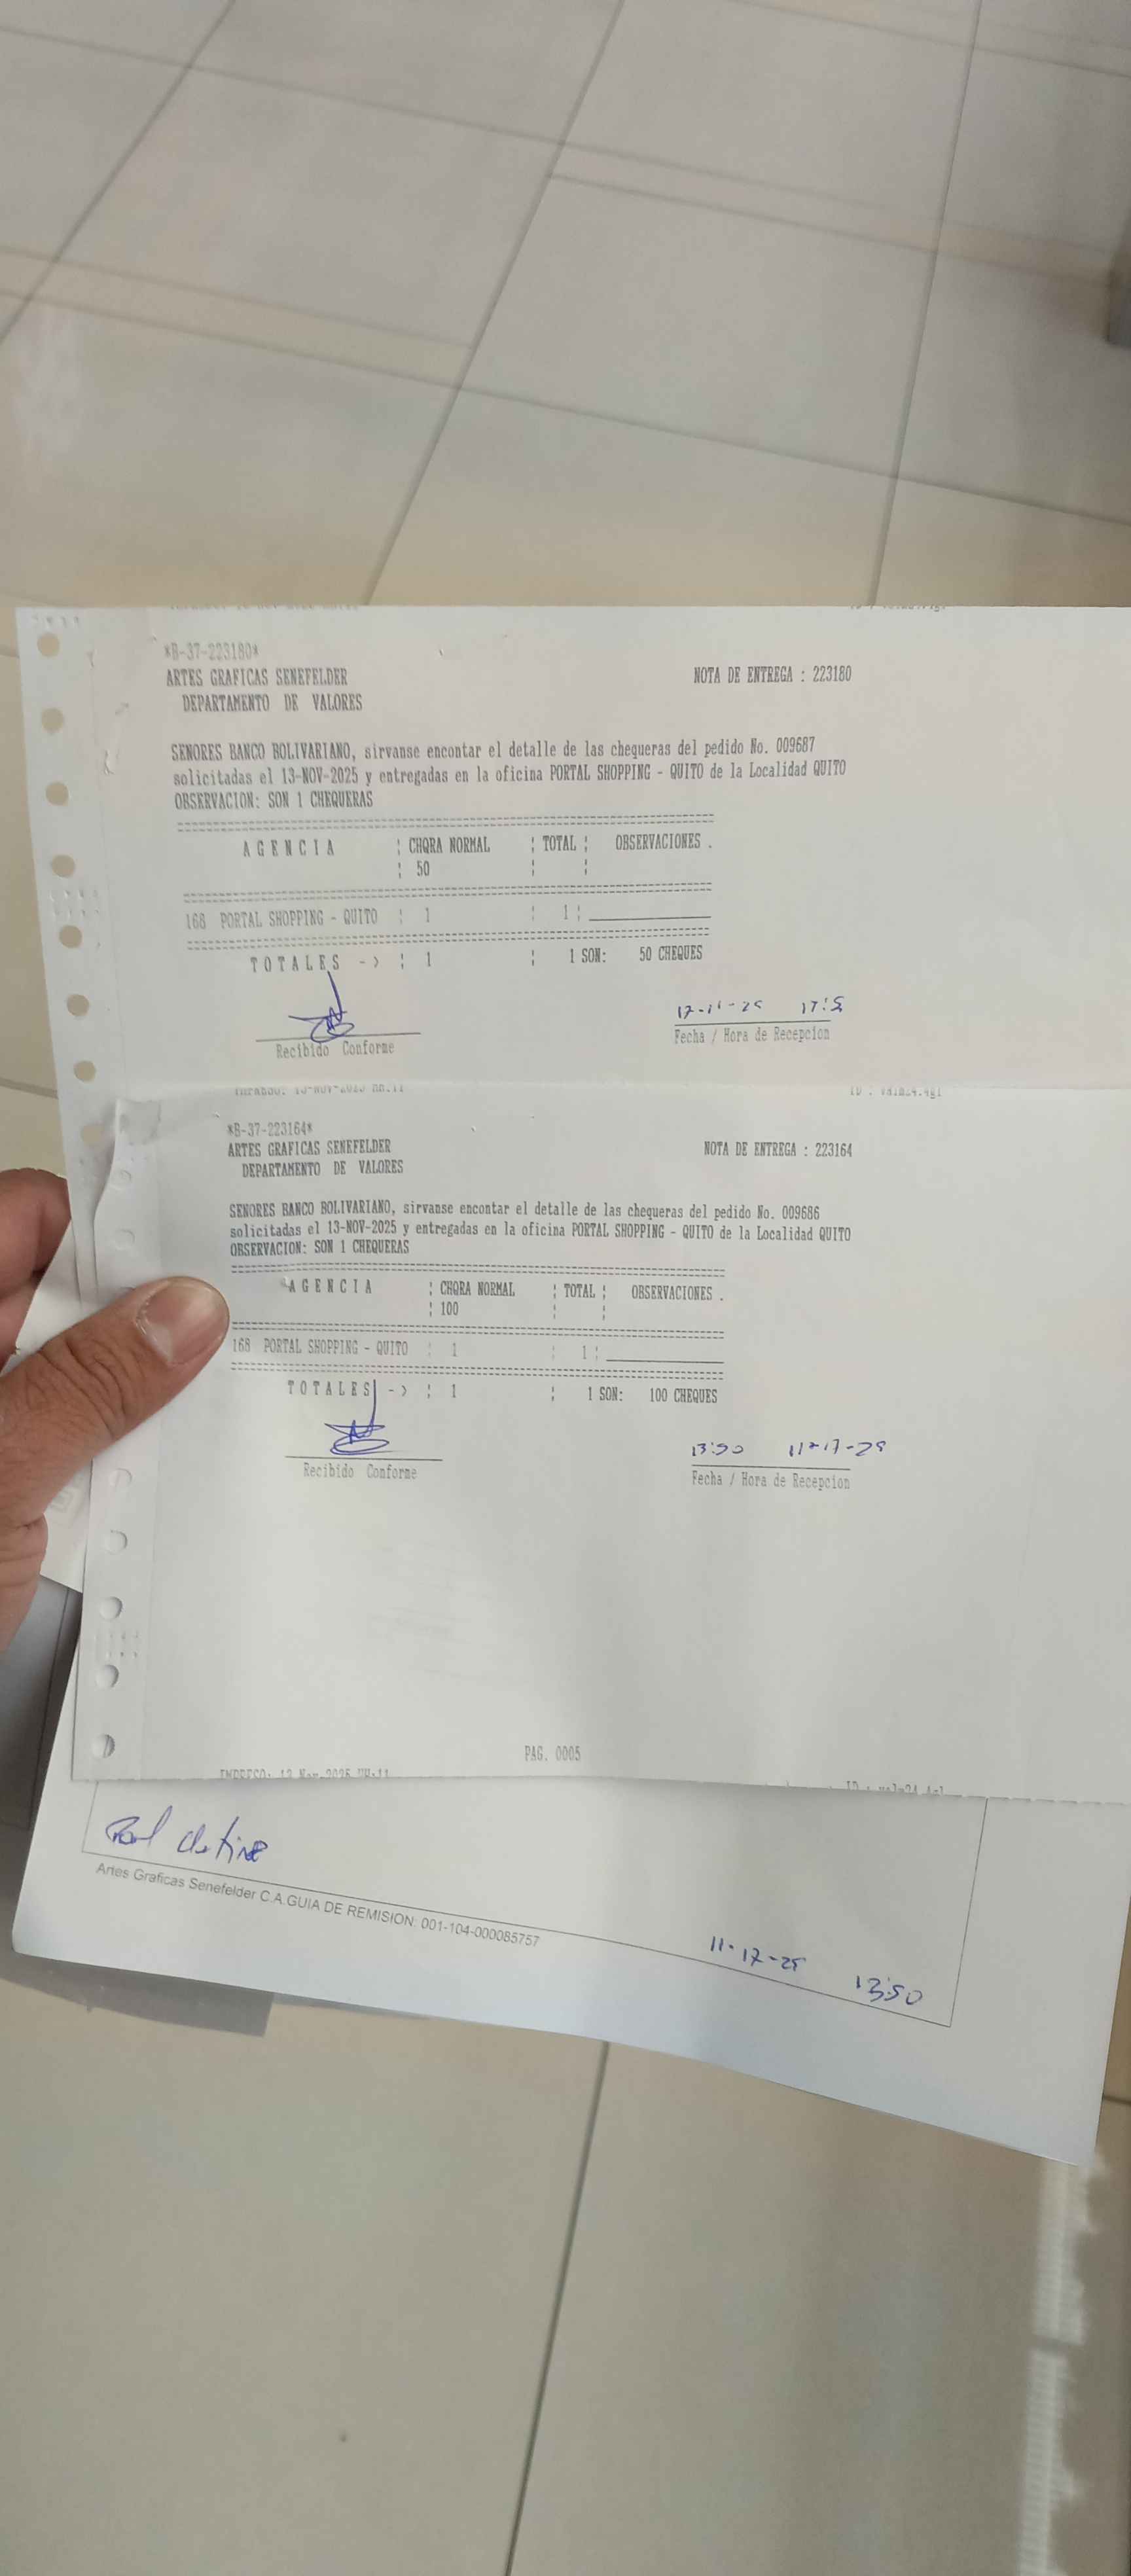 *B-37-223180*
ARTES GRAFICAS SENEFELDER NOTA DE ENTREGA : 223180
DEPARTAMENTO DE VALORES
SENORES BANCO BOLIVARIANO, sirvanse encontar el detalle de las chequeras del pedido No. 009687
solicitadas el 13-NOV-2025 y entregadas en la oficina PORTAL SHOPPING - QUITO de la Localidad QUITO
OBSERVACION: SON 1 CHEQUERAS
A G E N C I A ¦ CHQRA NORMAL ¦ TOTAL ¦ OBSERVACIONES .
¦ 50 ¦ ¦
168 PORTAL SHOPPING - QUITO ¦ 1 ¦ 1 ¦
T O T A L E S - > ¦ 1 ¦ 1 SON: 50 CHEQUES
Recibido Conforme Fecha / Hora de Recepcion
*B-37-223164*
ARTES GRAFICAS SENEFELDER NOTA DE ENTREGA : 223164
DEPARTAMENTO DE VALORES
SENORES BANCO BOLIVARIANO, sirvanse encontar el detalle de las chequeras del pedido No. 009686
solicitadas el 13-NOV-2025 y entregadas en la oficina PORTAL SHOPPING - QUITO de la Localidad QUITO
OBSERVACION: SON 1 CHEQUERAS
A G E N C I A ¦ CHQRA NORMAL ¦ TOTAL ¦ OBSERVACIONES .
¦ 100 ¦ ¦
168 PORTAL SHOPPING - QUITO ¦ 1 ¦ 1 ¦
T O T A L E S - > ¦ 1 ¦ 1 SON: 100 CHEQUES
13:50 11-17-25
Recibido Conforme Fecha / Hora de Recepcion
PAG. 0005
Artes Graficas Senefelder C.A GUIA DE REMISION: 001-104-000085757
11-17-25 13:50